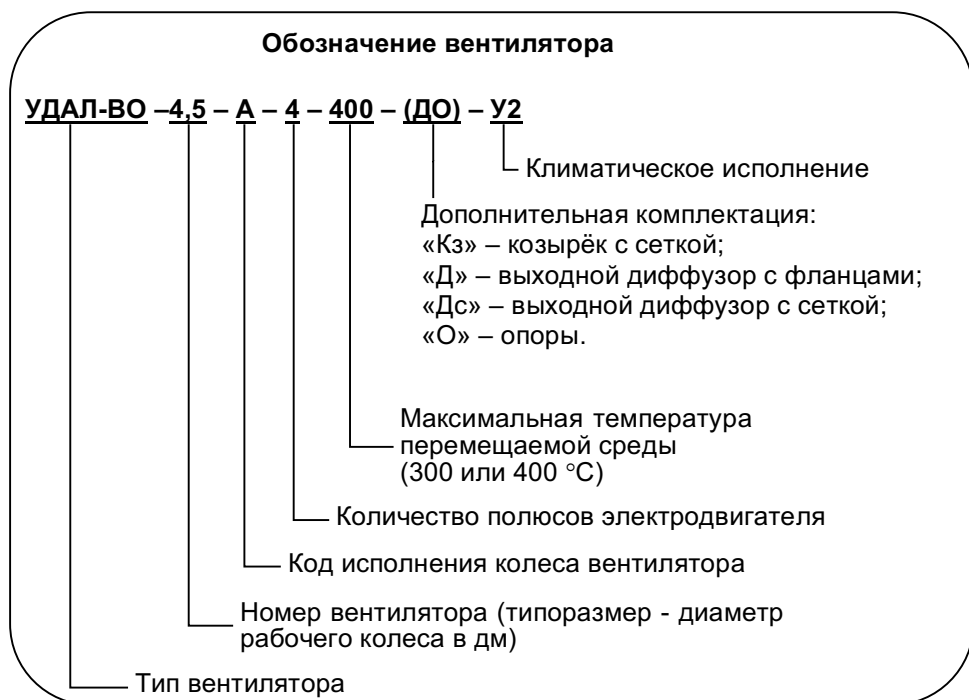 Обозначение вентилятора
УДАЛ-ВО –4,5 – А – 4 – 400 – (ДО) – У2
Климатическое исполнение
Дополнительная комплектация:
«Кз» – козырёк с сеткой;
«Д» – выходной диффузор с фланцами;
«Дс» – выходной диффузор с сеткой;
«О» – опоры.
Максимальная температура
перемещаемой среды
(300 или 400 °С)
Количество полюсов электродвигателя
Код исполнения колеса вентилятора
Номер вентилятора (типоразмер - диаметр
рабочего колеса в дм)
Тип вентилятора